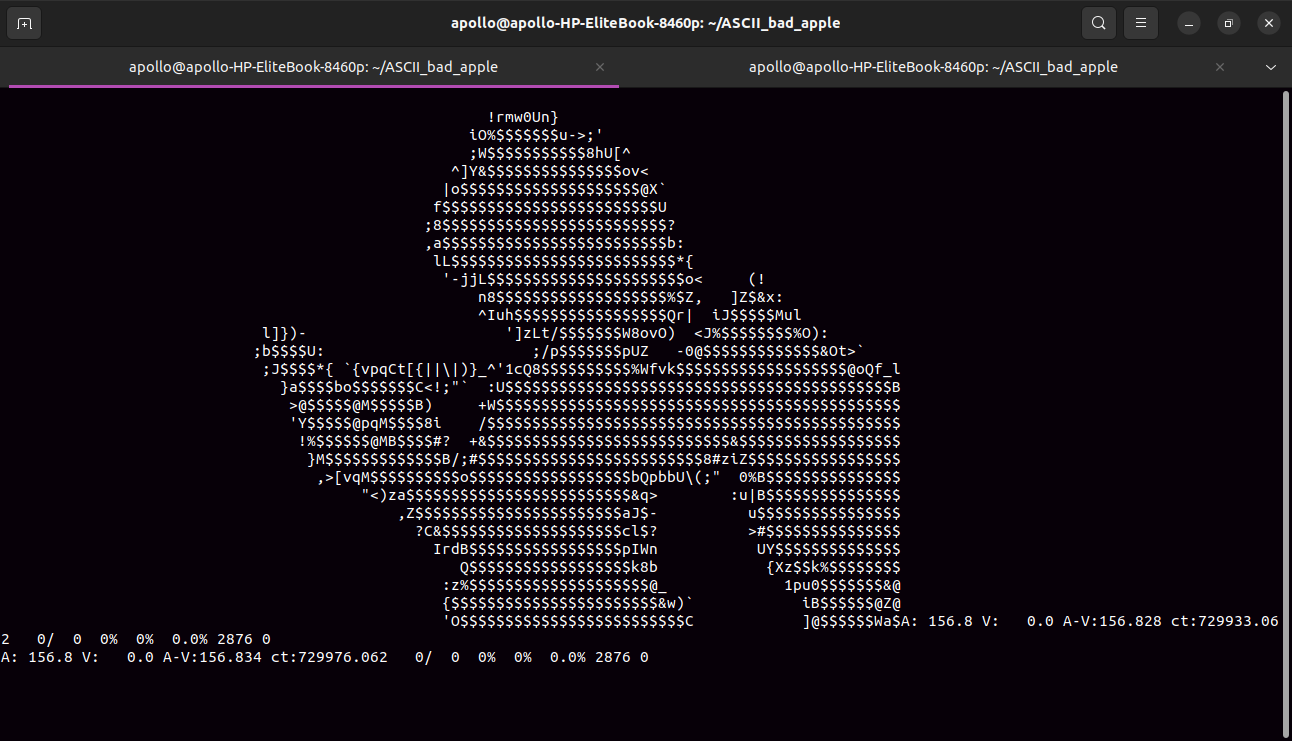 apollo@apollo-HP-EliteBook-8460p: ~/ASCII_bad_apple
apollo@apollo-HP-EliteBook-8460p: ~/ASCII_bad_apple
apollo@apollo-HP-EliteBook-8460p: ~/ASCII_bad_apple
!rmw0Un}
iO%$$$$$$$u->;'
;W$$$$$$$$$$$8hU[^
^]Y&$$$$$$$$$$$$$$$ov<
|o$$$$$$$$$$$$$$$$$$$$@X`
f$$$$$$$$$$$$$$$$$$$$$$$$U
;8$$$$$$$$$$$$$$$$$$$$$$$$$?
,a$$$$$$$$$$$$$$$$$$$$$$$$$b:
lL$$$$$$$$$$$$$$$$$$$$$$$$$*{
'-jjL$$$$$$$$$$$$$$$$$$$$$$o<     (!
n8$$$$$$$$$$$$$$$$$$$%$Z,   ]Z$&x:
^Iuh$$$$$$$$$$$$$$$$$Qr|  iJ$$$$$Mul
l]})-                      ']zLt/$$$$$$$W8ovO)  <J%$$$$$$$$%O):
;b$$$$U:                       ;/p$$$$$$$pUZ   -0@$$$$$$$$$$$$$&Ot>`
;J$$$$*{ `{vpqCt[{||\|)}_^'1cQ8$$$$$$$$$$%Wfvk$$$$$$$$$$$$$$$$$$$@oQf_l
}a$$$$bo$$$$$$$C<!;"`  :U$$$$$$$$$$$$$$$$$$$$$$$$$$$$$$$$$$$$$$$$$$$B
>@$$$$$@M$$$$$B)     +W$$$$$$$$$$$$$$$$$$$$$$$$$$$$$$$$$$$$$$$$$$$$$
'Y$$$$$@pqM$$$$8i    /$$$$$$$$$$$$$$$$$$$$$$$$$$$$$$$$$$$$$$$$$$$$$$
!%$$$$$$@MB$$$$#?  +&$$$$$$$$$$$$$$$$$$$$$$$$$$$&$$$$$$$$$$$$$$$$$$
}M$$$$$$$$$$$$$B/;#$$$$$$$$$$$$$$$$$$$$$$$$$8#ziZ$$$$$$$$$$$$$$$$$
,>[vqM$$$$$$$$$$o$$$$$$$$$$$$$$$$$$bQpbbU\(;"  0%B$$$$$$$$$$$$$$$
"<)za$$$$$$$$$$$$$$$$$$$$$$$$$&q>        :u|B$$$$$$$$$$$$$$$
,Z$$$$$$$$$$$$$$$$$$$$$$$aJ$-          u$$$$$$$$$$$$$$$$
?C&$$$$$$$$$$$$$$$$$$$$cl$?          >#$$$$$$$$$$$$$$$
IrdB$$$$$$$$$$$$$$$$$pIWn           UY$$$$$$$$$$$$$$
Q$$$$$$$$$$$$$$$$$$k8b            {Xz$$k%$$$$$$$$
:z%$$$$$$$$$$$$$$$$$$$$@_             1pu0$$$$$$$&@
{$$$$$$$$$$$$$$$$$$$$$$$&w)`            iB$$$$$$@Z@
'O$$$$$$$$$$$$$$$$$$$$$$$$$C            ]@$$$$$$Wa$A: 156.8 V:   0.0 A-V:156.828 ct:729933.06
2   0/  0  0%  0%  0.0% 2876 0
A: 156.8 V:   0.0 A-V:156.834 ct:729976.062   0/  0  0%  0%  0.0% 2876 0